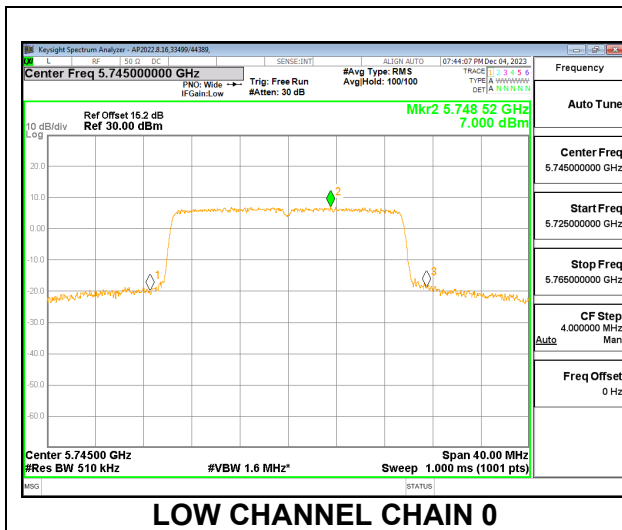 Keysight Spectrum Analyzer - AP2022.8.16,33499/44389,
L RF 50 Ω DC SENSE:INT ALIGN AUTO 07:44:07 PM Dec 04, 2023
Center Freq 5.745000000 GHz
PNO: Wide
IFGain:Low
Trig: Free Run
#Atten: 30 dB
#Avg Type: RMS
Avg|Hold: 100/100
TRACE 1 2 3 4 5 6
TYPE A WWWWW
DET A N N N N N
Ref Offset 15.2 dB
Ref 30.00 dBm
10 dB/div
Log
Mkr2 5.748 52 GHz
7.000 dBm
20.0
10.0
0.00
-10.0
-20.0
-30.0
-40.0
-50.0
-60.0
1
2
3
Center 5.74500 GHz
Span 40.00 MHz
#Res BW 510 kHz
#VBW 1.6 MHz*
Sweep 1.000 ms (1001 pts)
MSG
STATUS
Frequency
Auto Tune
Center Freq
5.745000000 GHz
Start Freq
5.725000000 GHz
Stop Freq
5.765000000 GHz
CF Step
4.000000 MHz
Auto Man
Freq Offset
0 Hz
LOW CHANNEL CHAIN 0